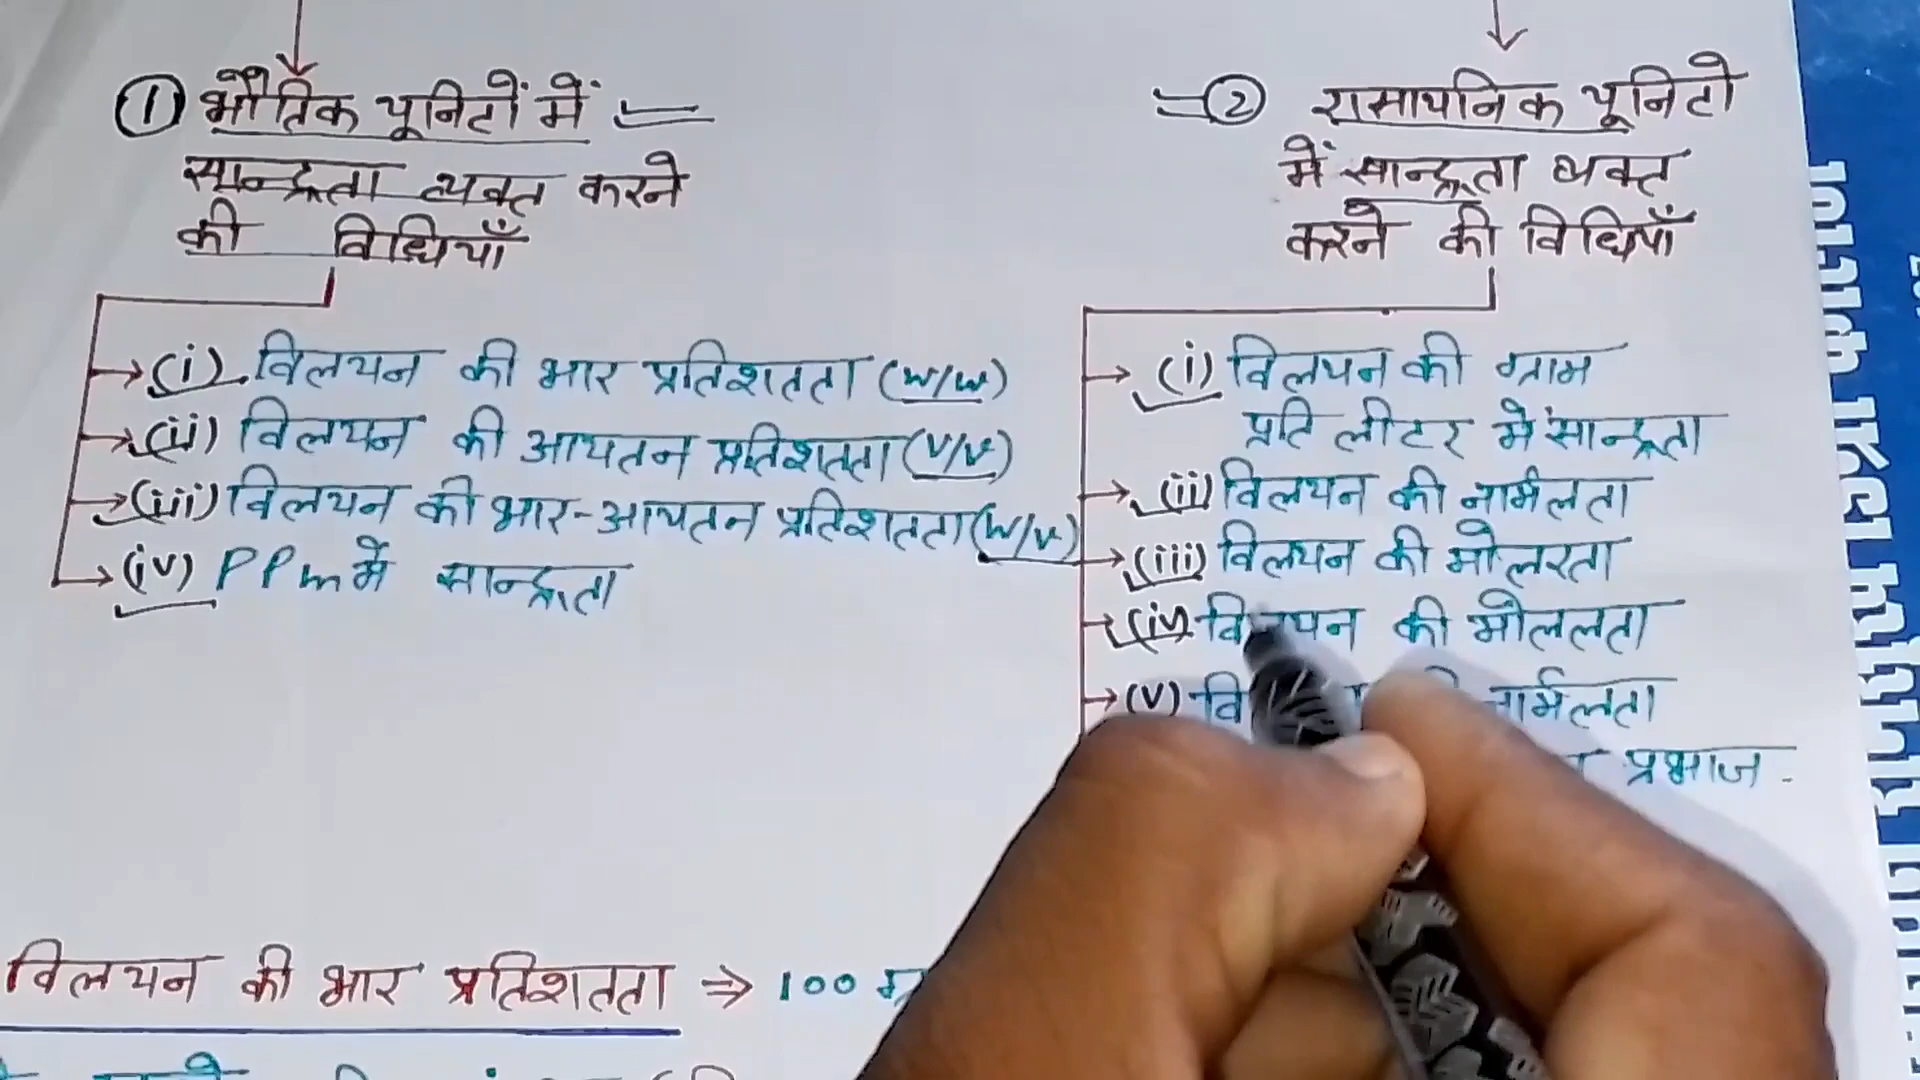 ① भौतिक यूनिटों में
सान्द्रता व्यक्त करने
की विधियाँ
(i) विलयन की भार प्रतिशतता (w/w)
(ii) विलयन की आयतन प्रतिशतता (v/v)
(iii) विलयन की भार-आयतन प्रतिशतता (w/v)
(iv) PPm में सान्द्रता
② रासायनिक यूनिटो
में सान्द्रता व्यक्त
करने की विधियाँ
(i) विलयन की ग्राम
प्रति लीटर में सान्द्रता
(ii) विलयन की नार्मलता
(iii) विलयन की मोलरता
(iv) विलयन की मोललता
(v) नार्मलता
प्रभाज -
विलयन की भार प्रतिशतता ⇒ 100